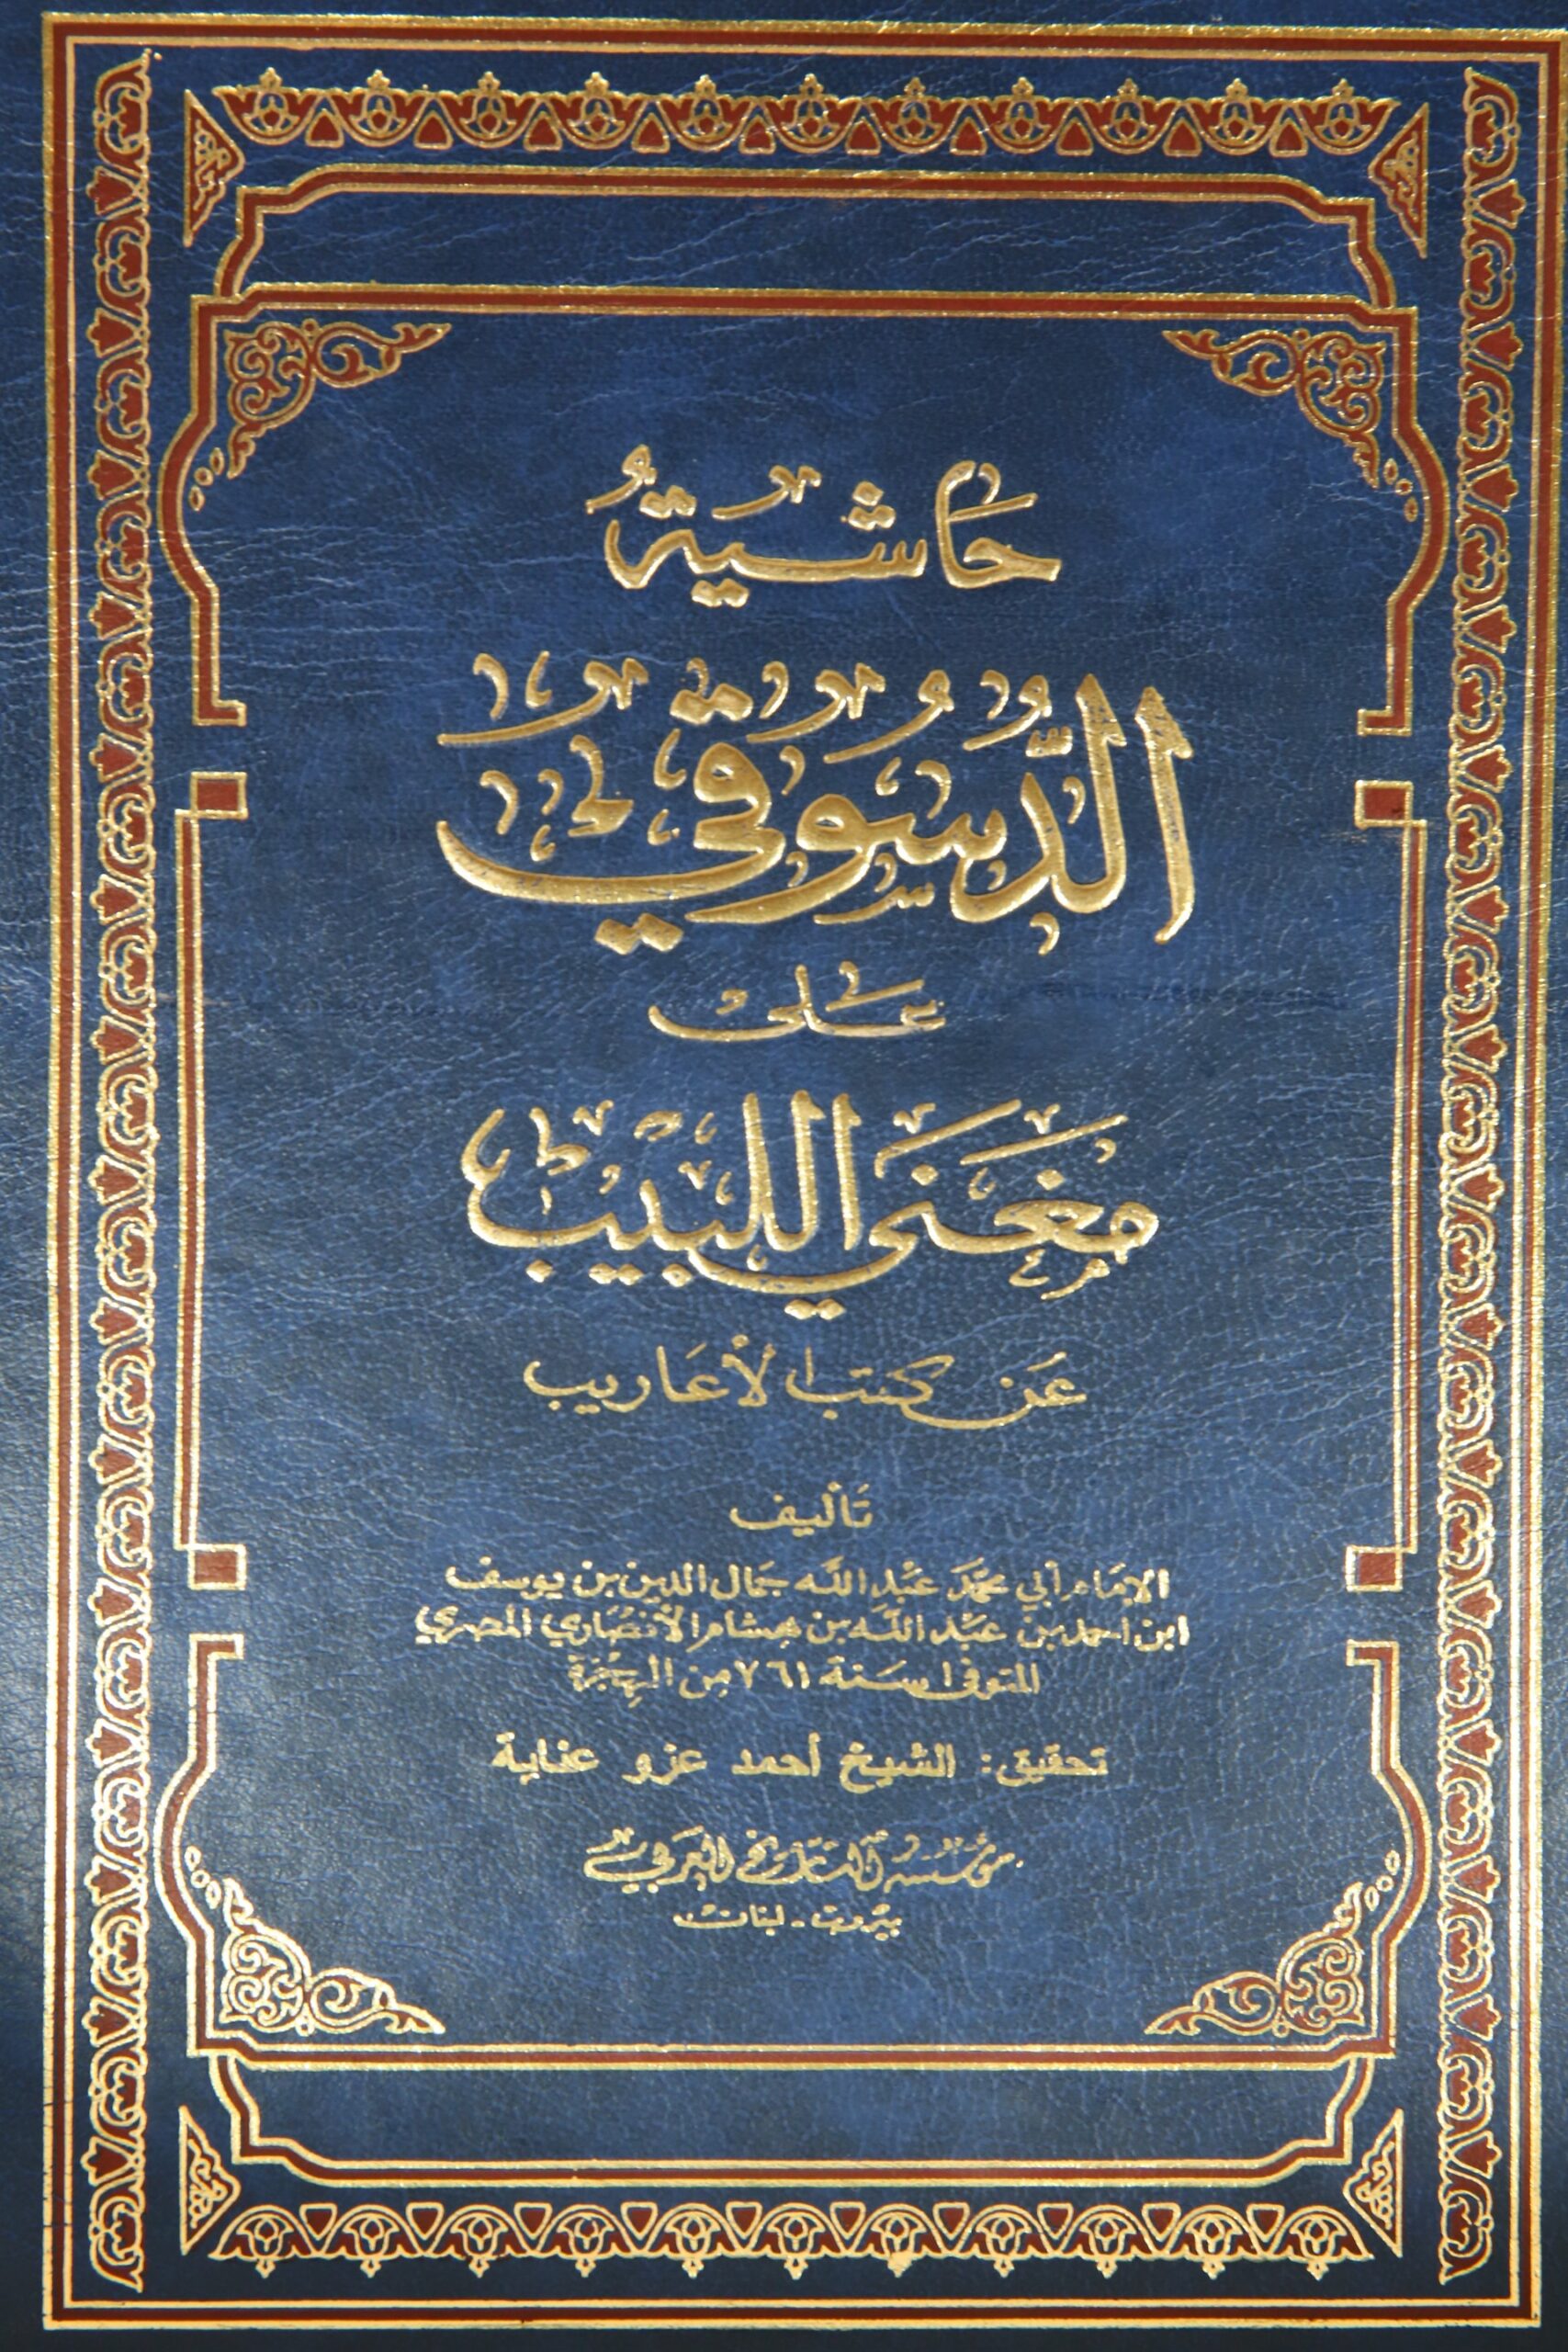 حاشية
الدسوقي
على
مغني اللبيب
عن كتب الأعاريب
تأليف
الإمام أبي محمد عبد الله جمال الدين بن يوسف
ابن احمد بن عبد الله بن هشام الأنصاري المصري
المتوفى سنة ٧٦١ من الهجرة
تحقيق: الشيخ أحمد عزو عناية
مؤسسة التاريخ العربي
بيروت - لبنان